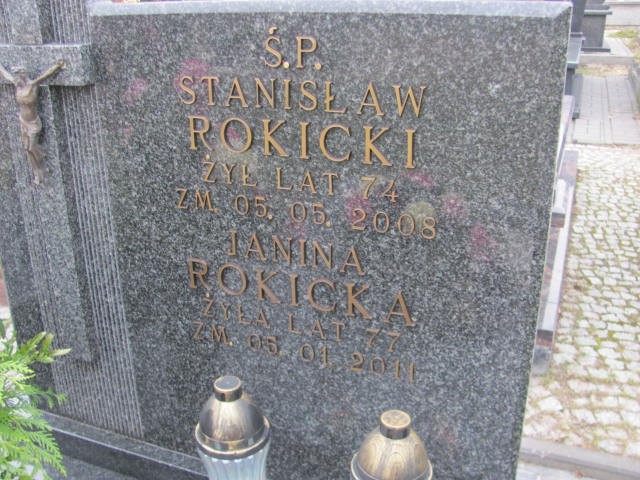 Ś.P.
STANISŁAW
ROKICKI
ŻYŁ LAT 74
ZM. 05. 05. 2008
JANINA
ROKICKA
ŻYŁA LAT 77
ZM. 05. 01 2011